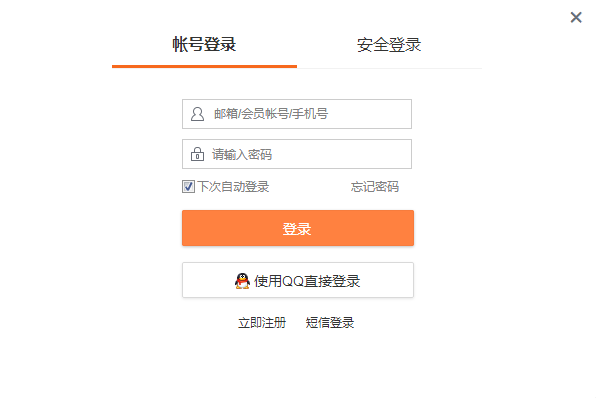 帐号登录 安全登录
邮箱/会员帐号/手机号
请输入密码
下次自动登录 忘记密码
登录
使用QQ直接登录
立即注册 短信登录